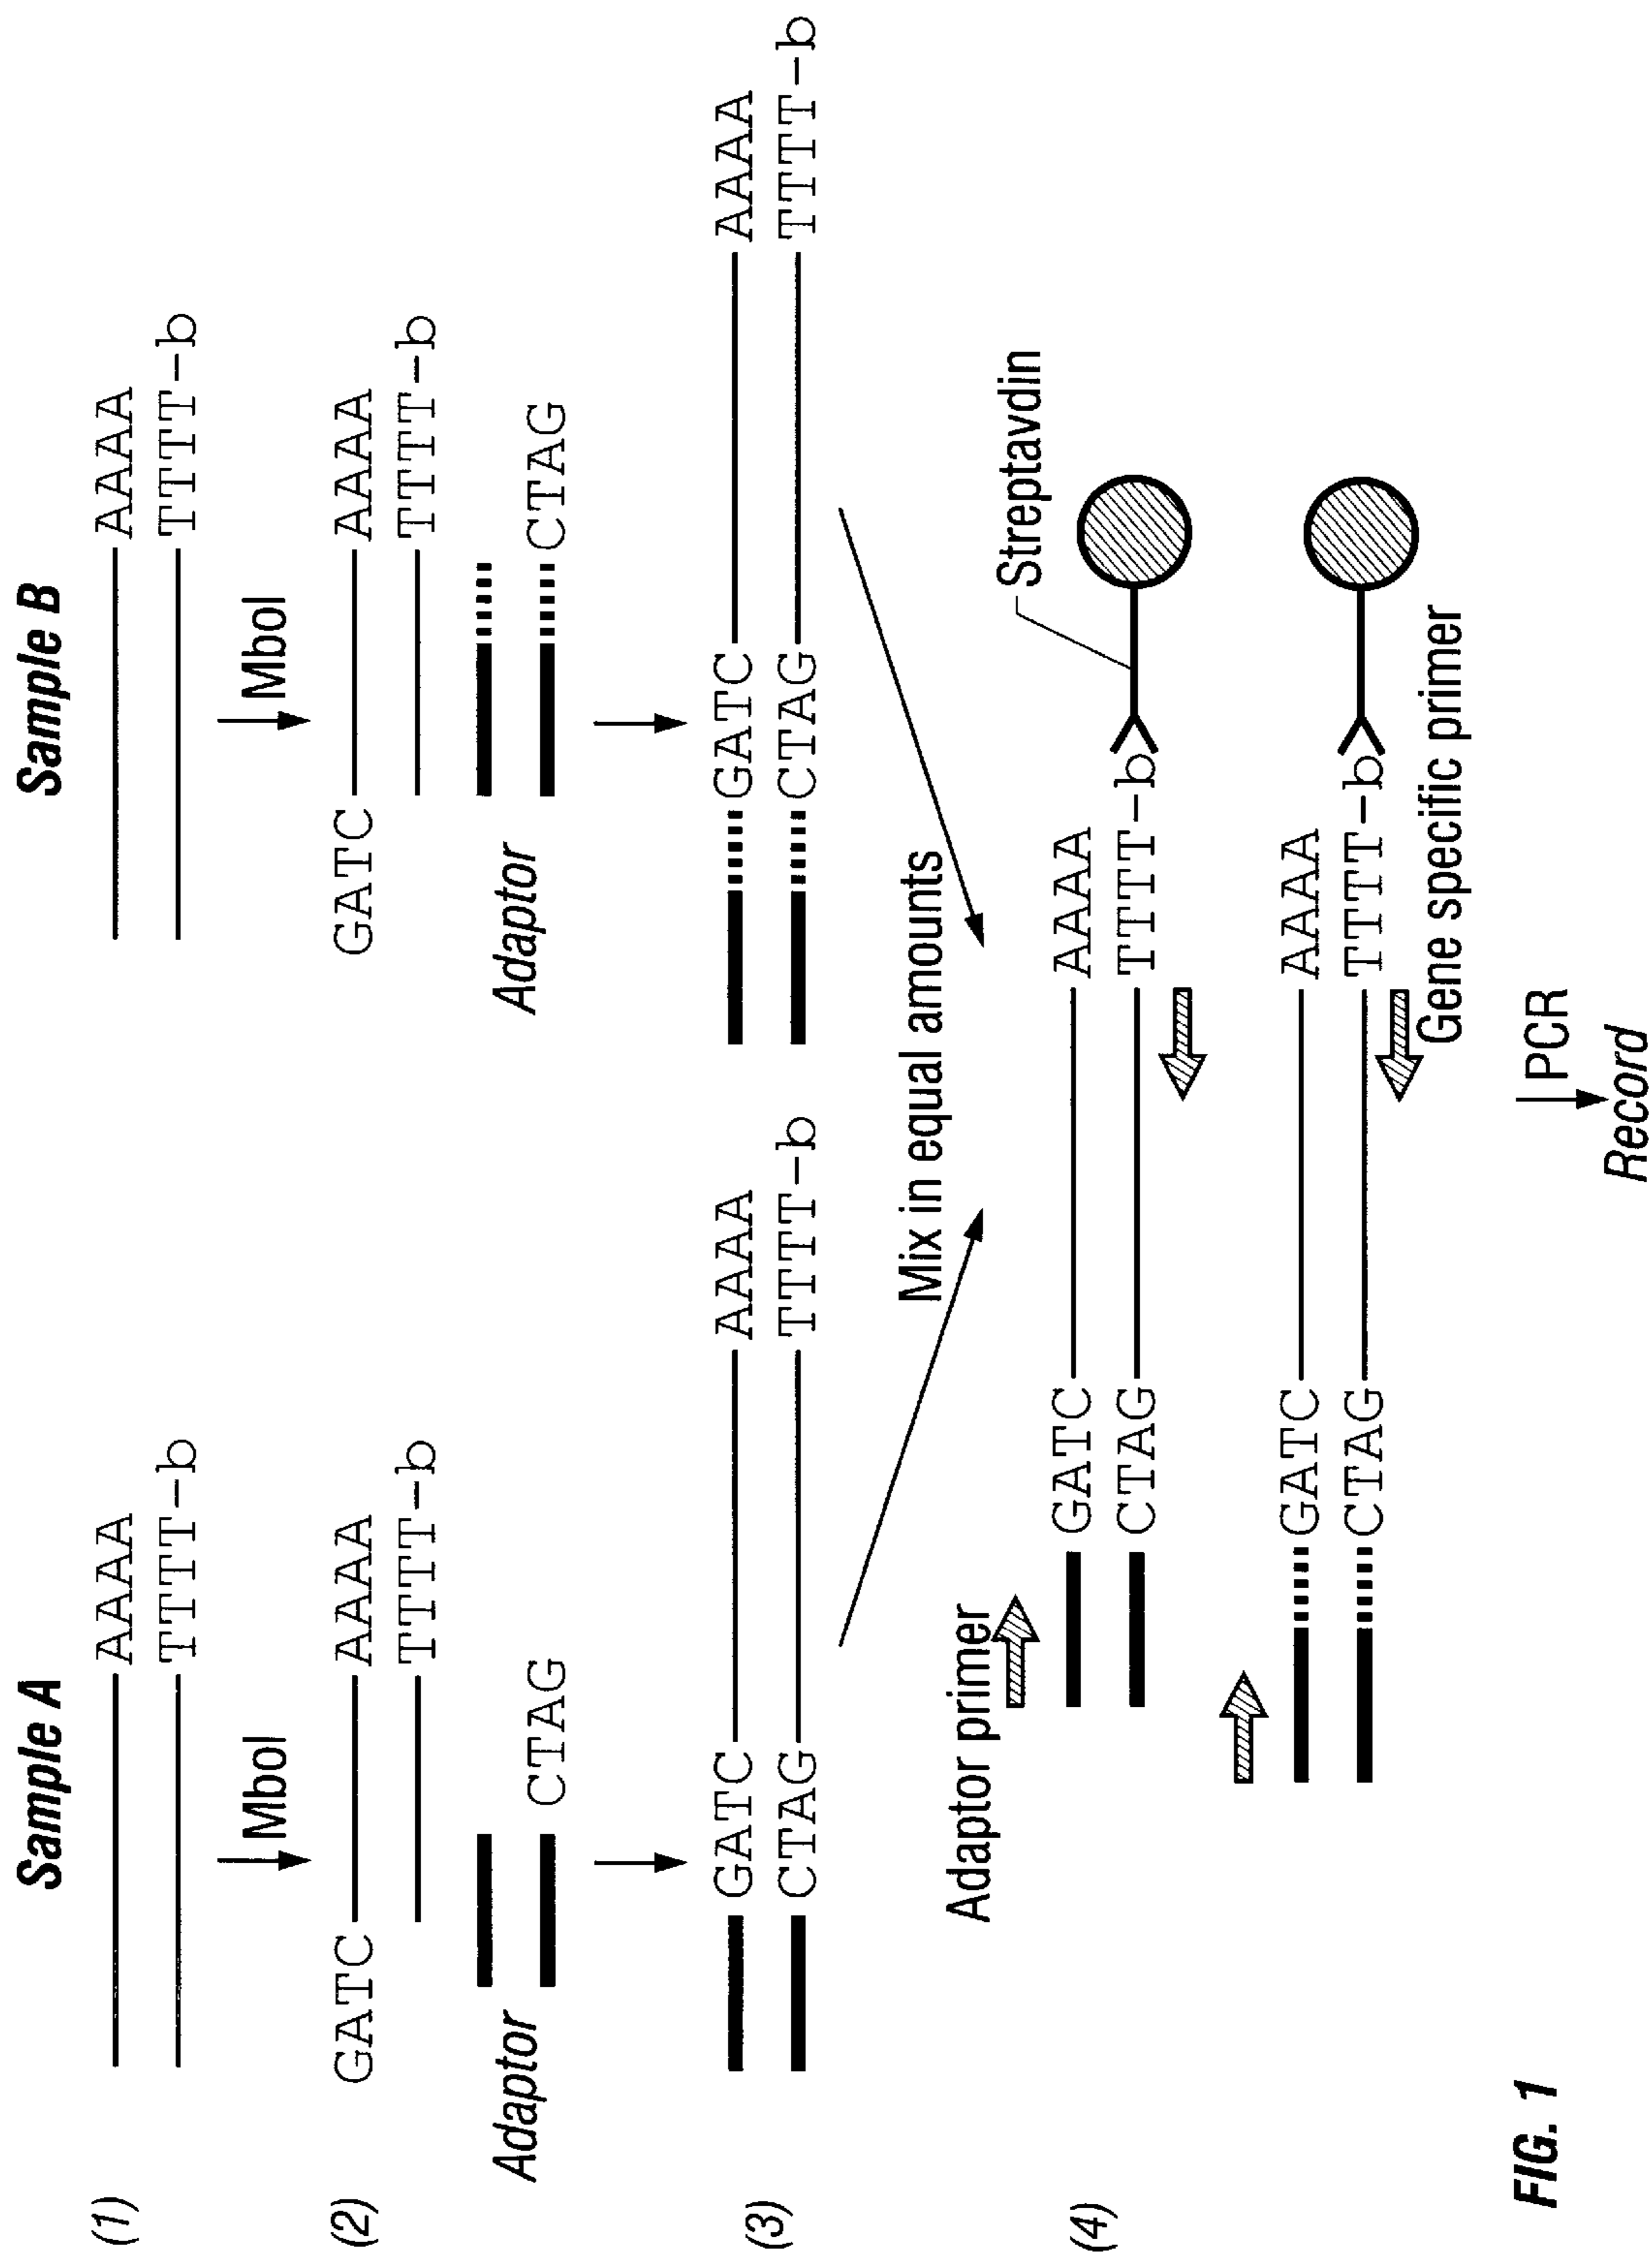 Sample A Sample B
(1) AAAA AAAA
TTTT-b TTTT-b
MboI MboI
(2) GATC AAAA GATC AAAA
TTTT-b TTTT-b
Adaptor CTAG Adaptor CTAG
(3) GATC AAAA GATC AAAA
CTAG TTTT-b CTAG TTTT-b
Mix in equal amounts
Adaptor primer Streptavdin
(4) GATC AAAA
CTAG TTTT-b
GATC AAAA
CTAG TTTT-b
Gene specific primer
PCR
Record
FIG. 1